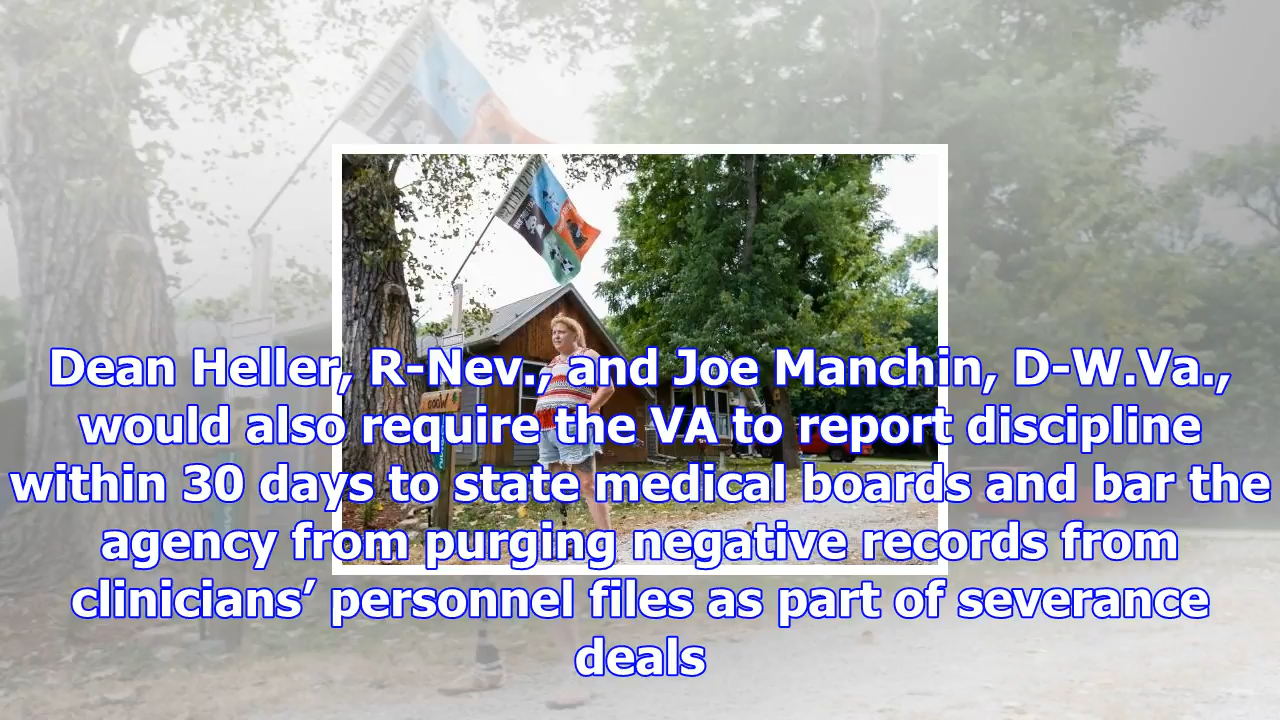 Dean Heller, R-Nev., and Joe Manchin, D-W.Va.,
would also require the VA to report discipline
within 30 days to state medical boards and bar the
agency from purging negative records from
clinicians’ personnel files as part of severance
deals